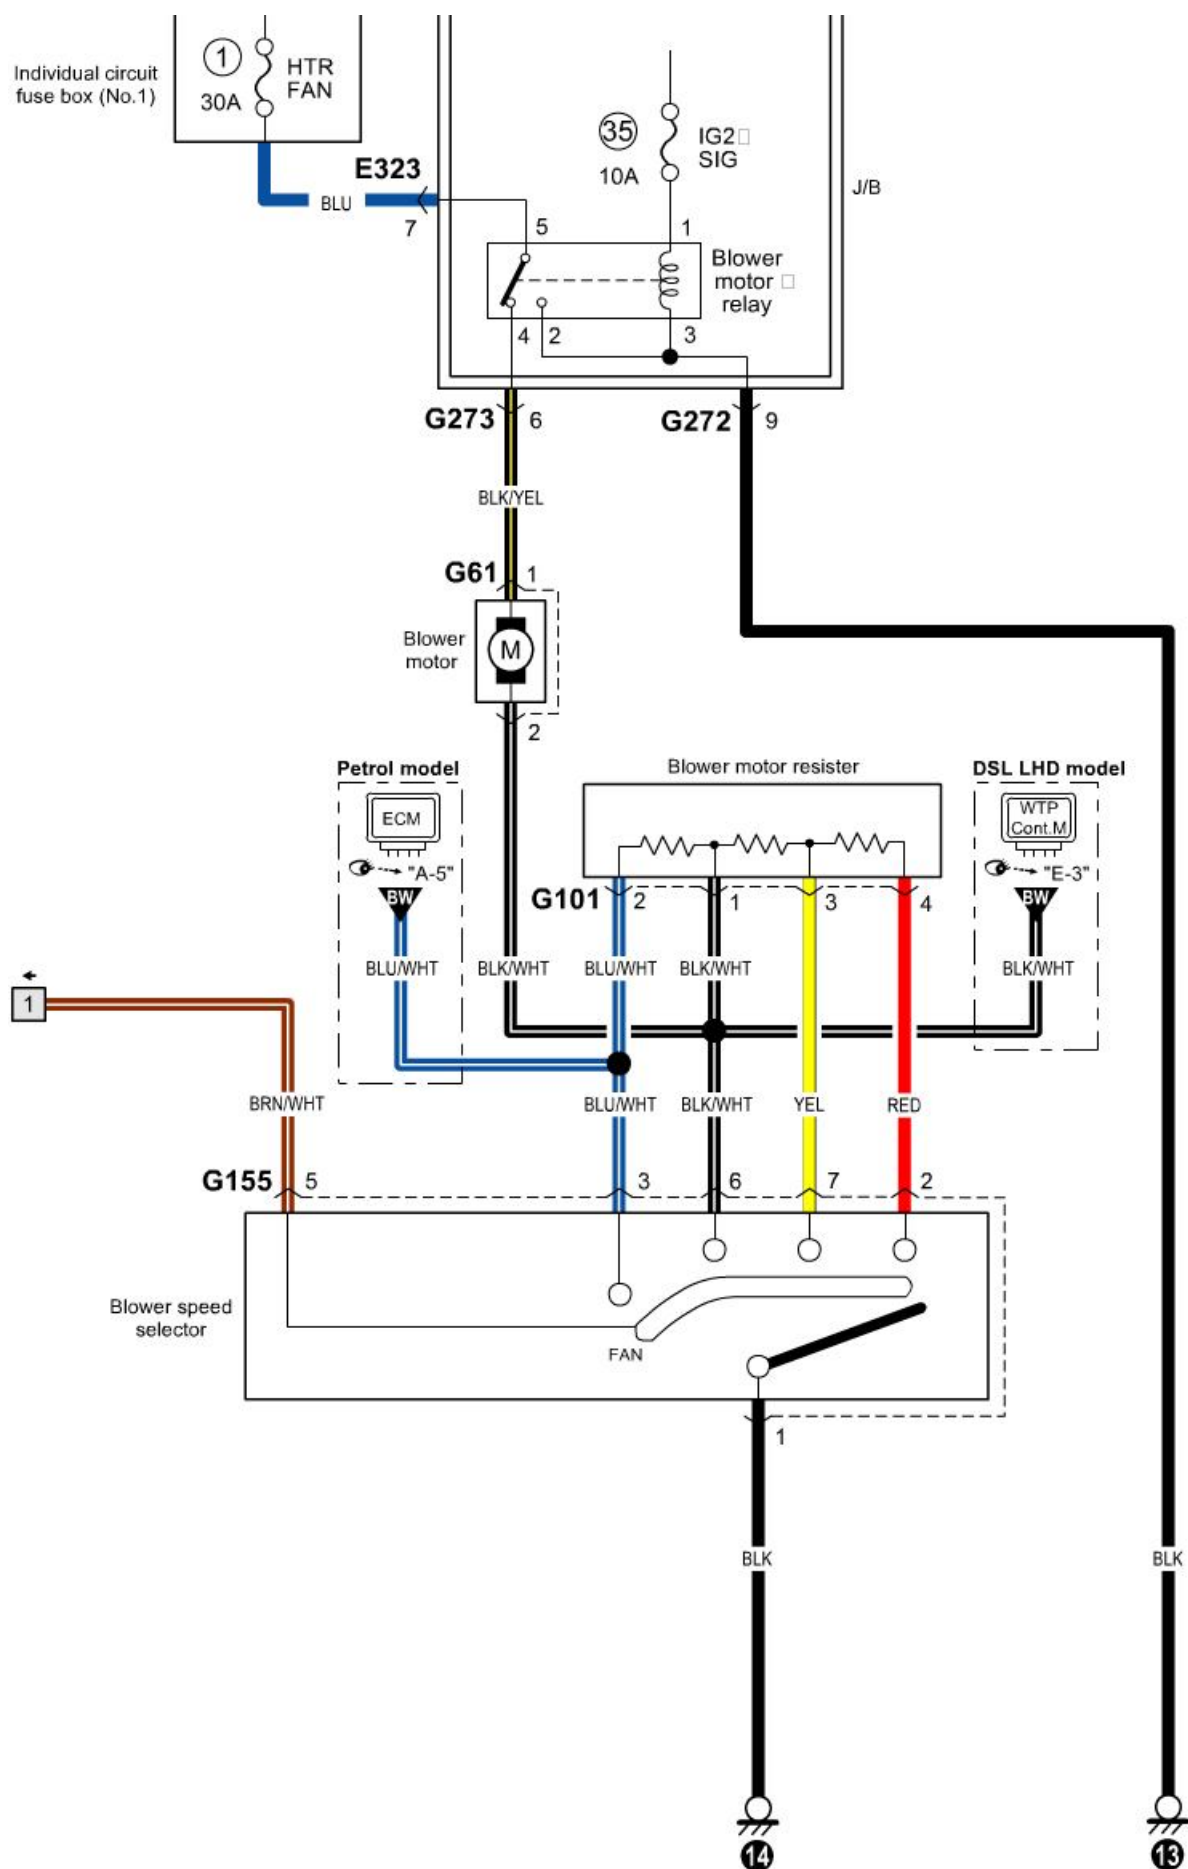 Individual circuit
fuse box (No.1)
1
30A
HTR
FAN
E323
BLU
7
35
10A
IG2□
SIG
J/B
5
1
Blower
motor □
relay
4
2
3
G273
6
G272
9
BLK/YEL
G61
1
Blower
motor
M
2
Petrol model
ECM
"A-5"
BW
Blower motor resister
DSL LHD model
WTP
Cont.M
"E-3"
BW
G101
2
1
3
4
BLU/WHT
BLK/WHT
BLU/WHT
BLK/WHT
BLK/WHT
1
BRN/WHT
BLU/WHT
BLK/WHT
YEL
RED
G155
5
3
6
7
2
Blower speed
selector
FAN
1
BLK
BLK
14
13